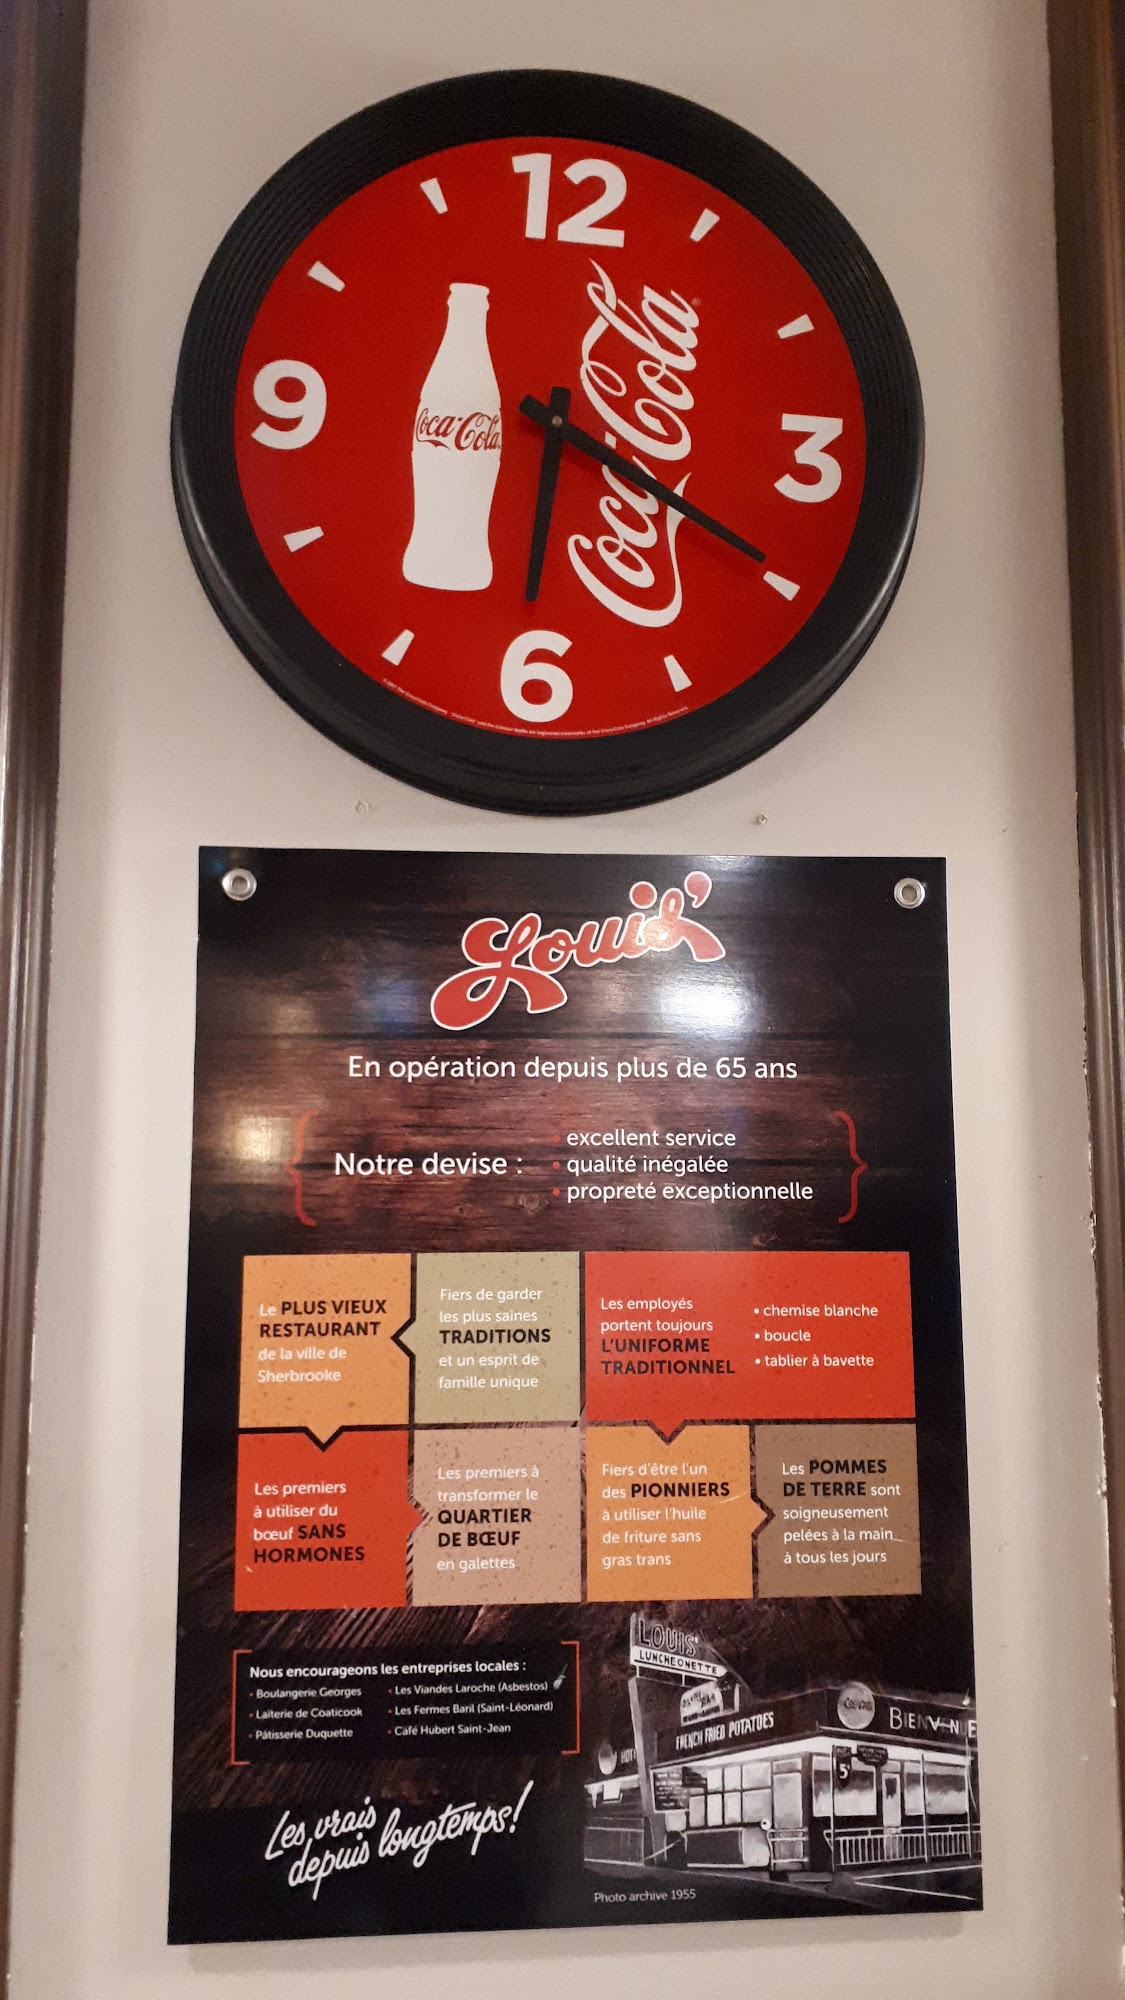 12
3
6
9
Coca-Cola
Coca-Cola
Louis'
En opération depuis plus de 65 ans
Notre devise :
• excellent service
• qualité inégalée
• propreté exceptionnelle
Le PLUS VIEUX
RESTAURANT
de la ville de
Sherbrooke
Fiers de garder
les plus saines
TRADITIONS
et un esprit de
famille unique
Les employés
portent toujours
L'UNIFORME
TRADITIONNEL
• chemise blanche
• boucle
• tablier à bavette
Les premiers
à utiliser du
bœuf SANS
HORMONES
Les premiers à
transformer le
QUARTIER
DE BŒUF
en galettes
Fiers d'être l'un
des PIONNIERS
à utiliser l'huile
de friture sans
gras trans
Les POMMES
DE TERRE sont
soigneusement
pelées à la main
à tous les jours
Nous encourageons les entreprises locales :
• Boulangerie Georges
• Laiterie de Coaticook
• Pâtisserie Duquette
• Les Viandes Laroche (Asbestos)
• Les Fermes Baril (Saint-Léonard)
• Café Hubert Saint-Jean
Les vrais
depuis longtemps!
LOUIS'
LUNCHEONETTE
FRENCH FRIED POTATOES
BIENVENUE
5¢
Photo archive 1955